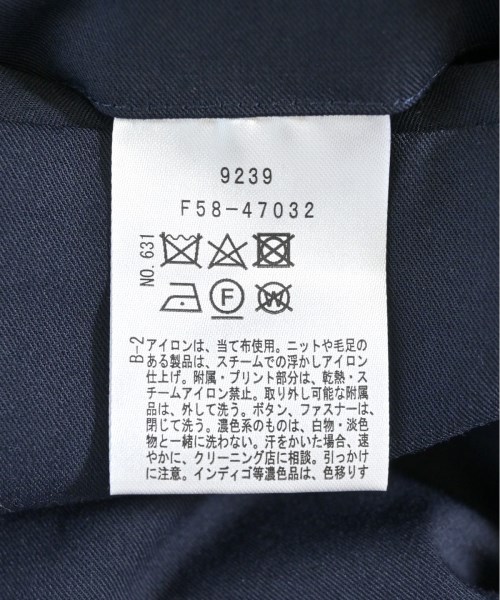 9239
F58-47032
NO. 631
F
W
B-2
アイロンは、当て布使用。ニットや毛足の
ある製品は、スチームでの浮かしアイロン
仕上げ。附属・プリント部分は、乾熱・ス
チームアイロン禁止。取り外し可能な附属
品は、外して洗う。ボタン、ファスナーは、
閉じて洗う。濃色系のものは、白物・淡色
物と一緒に洗わない。汗をかいた場合、速
やかに、クリーニング店に相談。引っかけ
に注意。インディゴ等濃色品は、色移りす